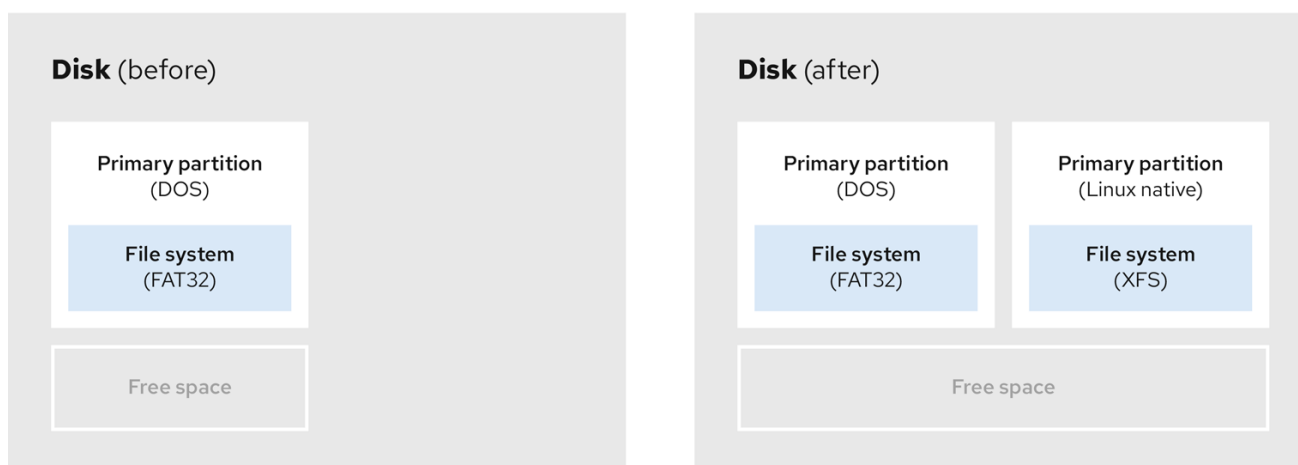 Disk (before)
Primary partition
(DOS)
File system
(FAT32)
Free space
Disk (after)
Primary partition
(DOS)
File system
(FAT32)
Primary partition
(Linux native)
File system
(XFS)
Free space